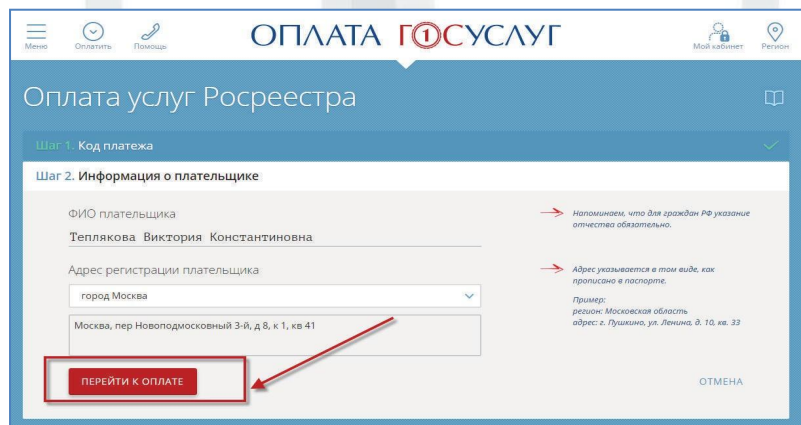 Меню
Оплатить
Помощь
ОПЛАТА ГОСУСЛУГ
1
Мой кабинет
Регион
Оплата услуг Росреестра
Шаг 1. Код платежа
Шаг 2. Информация о плательщике
ФИО плательщика
Теплякова Виктория Константиновна
Напоминаем, что для граждан РФ указание
отчества обязательно.
Адрес регистрации плательщика
город Москва
Москва, пер Новоподмосковный 3-й, д 8, к 1, кв 41
Адрес указывается в том виде, как
прописано в паспорте.
Пример:
регион: Московская область
адрес: г. Пушкино, ул. Ленина, д. 10, кв. 33
ПЕРЕЙТИ К ОПЛАТЕ
ОТМЕНА